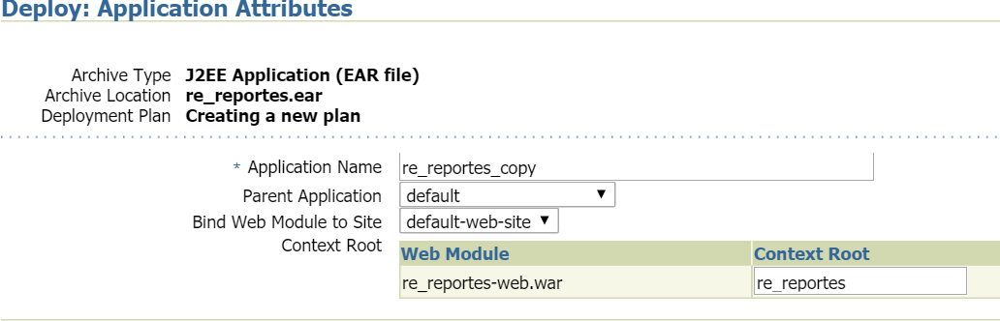 Deploy: Application Attributes
Archive Type J2EE Application (EAR file)
Archive Location re_reportes.ear
Deployment Plan Creating a new plan
* Application Name re_reportes_copy
Parent Application default
Bind Web Module to Site default-web-site
Context Root
Web Module Context Root
re_reportes-web.war re_reportes